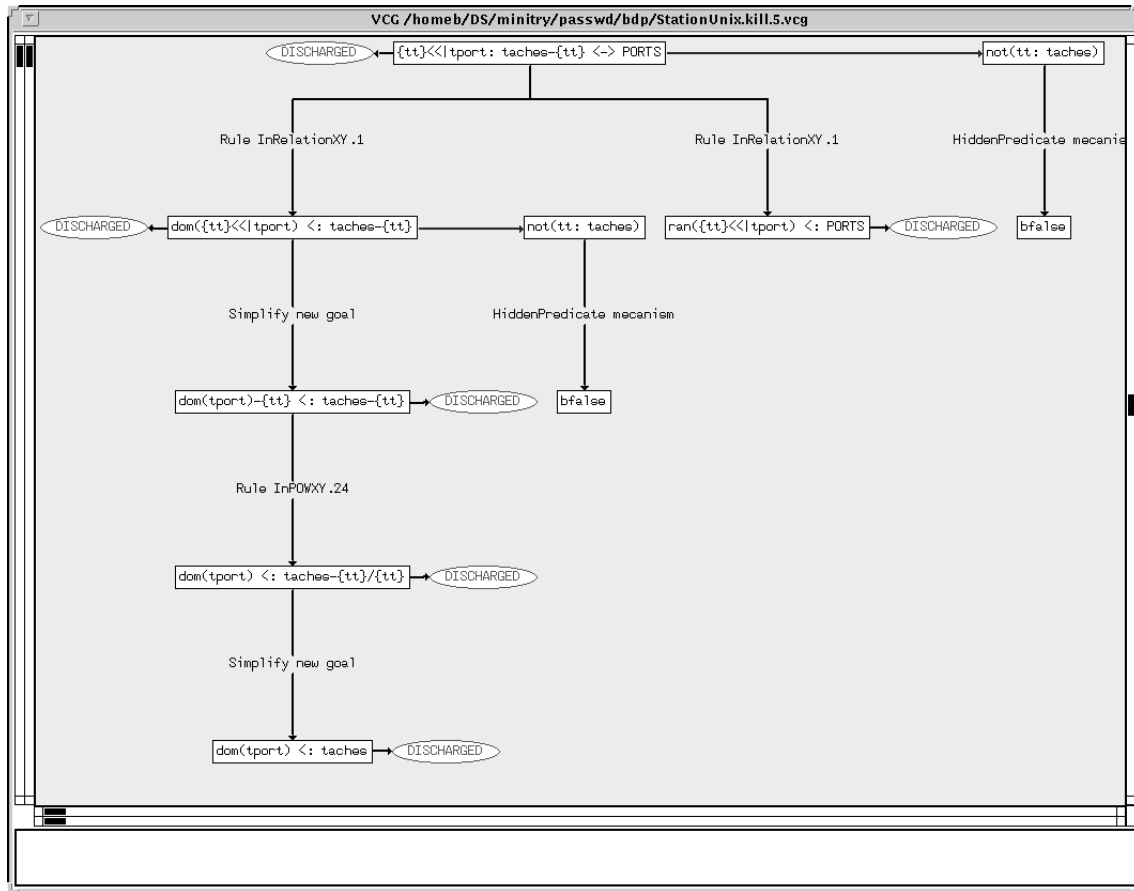 VCG /homeb/DS/minitry/passwd/bdp/StationUnix.kill.5.vcg
DISCHARGED
{tt}<<|tport: taches-{tt} <-> PORTS
not(tt: taches)
Rule InRelationXY.1
Rule InRelationXY.1
HiddenPredicate mecanis
DISCHARGED
dom({tt}<<|tport) <: taches-{tt}
not(tt: taches)
ran({tt}<<|tport) <: PORTS
DISCHARGED
bfalse
Simplify new goal
HiddenPredicate mecanism
dom(tport)-{tt} <: taches-{tt}
DISCHARGED
bfalse
Rule InPOWXY.24
dom(tport) <: taches-{tt}/{tt}
DISCHARGED
Simplify new goal
dom(tport) <: taches
DISCHARGED